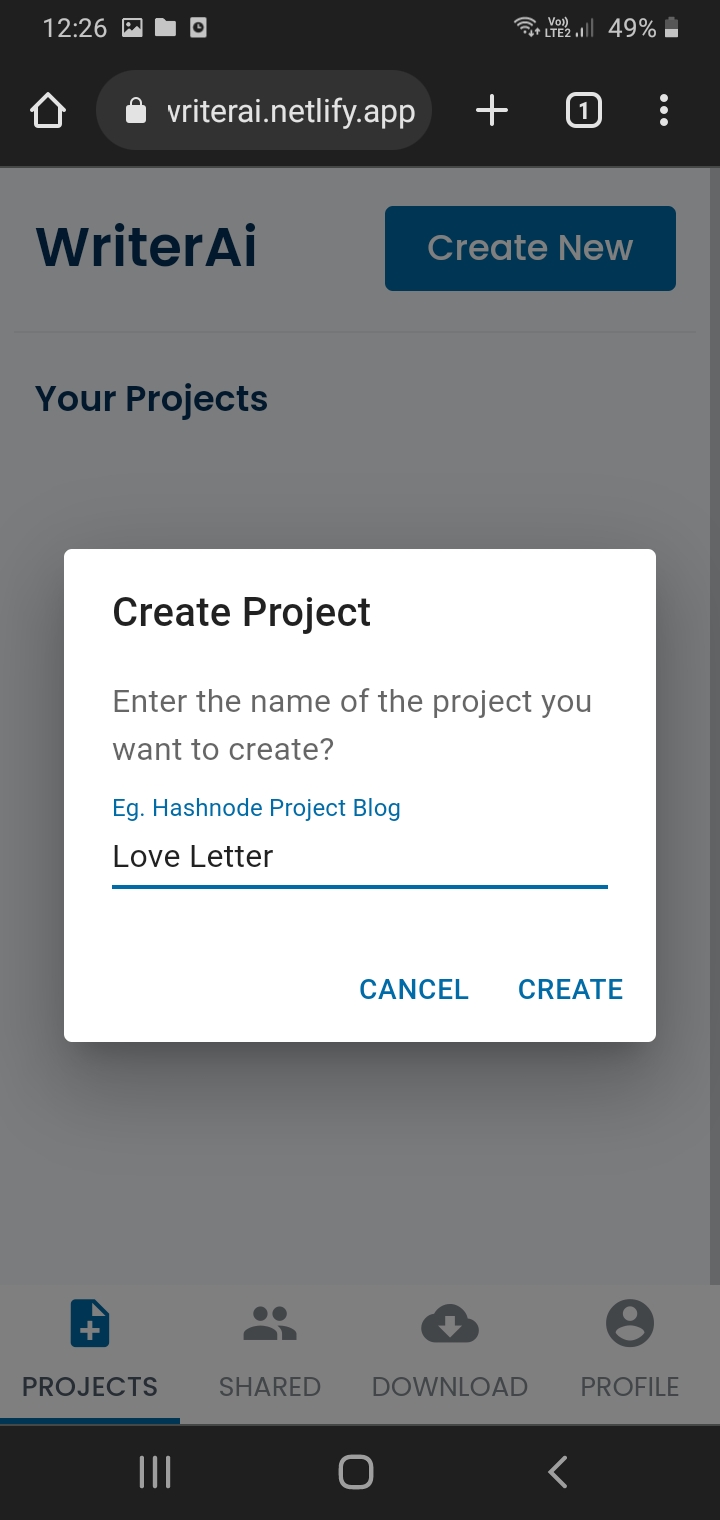 12:26 Vo)) LTE2 49%
vriterai.netlify.app 1
WriterAi Create New
Your Projects
Create Project
Enter the name of the project you
want to create?
Eg. Hashnode Project Blog
Love Letter
CANCEL CREATE
PROJECTS SHARED DOWNLOAD PROFILE